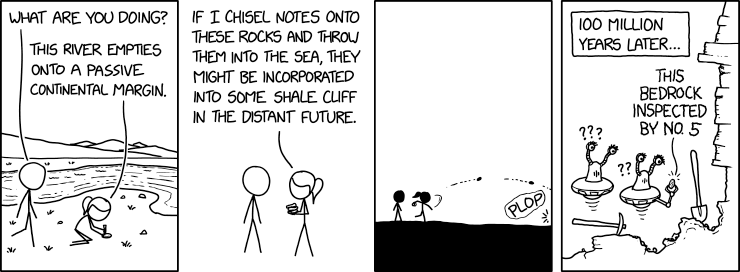 WHAT ARE YOU DOING?
THIS RIVER EMPTIES
ONTO A PASSIVE
CONTINENTAL MARGIN.
IF I CHISEL NOTES ONTO
THESE ROCKS AND THROW
THEM INTO THE SEA, THEY
MIGHT BE INCORPORATED
INTO SOME SHALE CLIFF
IN THE DISTANT FUTURE.
PLOP
100 MILLION
YEARS LATER...
THIS
BEDROCK
INSPECTED
BY NO. 5
???
??